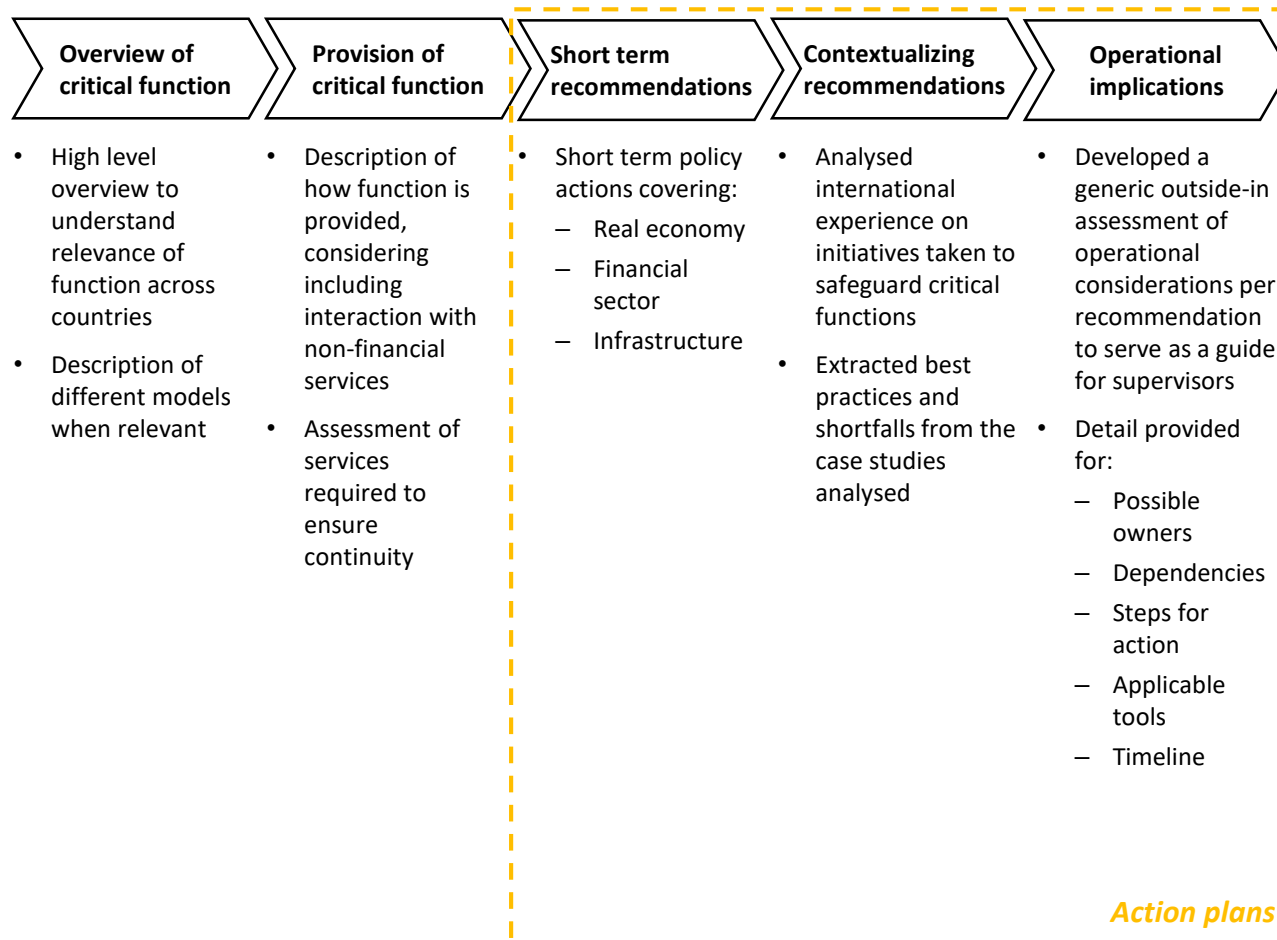 Overview of
critical function
Provision of
critical function
Short term
recommendations
Contextualizing
recommendations
Operational
implications
• High level
overview to
understand
relevance of
function across
countries
• Description of
different models
when relevant
• Description of
how function is
provided,
considering
including
interaction with
non-financial
services
• Assessment of
services
required to
ensure
continuity
• Short term policy
actions covering:
– Real economy
– Financial
sector
– Infrastructure
• Analysed
international
experience on
initiatives taken to
safeguard critical
functions
• Extracted best
practices and
shortfalls from the
case studies
analysed
• Developed a
generic outside-in
assessment of
operational
considerations per
recommendation
to serve as a guide
for supervisors
• Detail provided
for:
– Possible
owners
– Dependencies
– Steps for
action
– Applicable
tools
– Timeline
Action plans